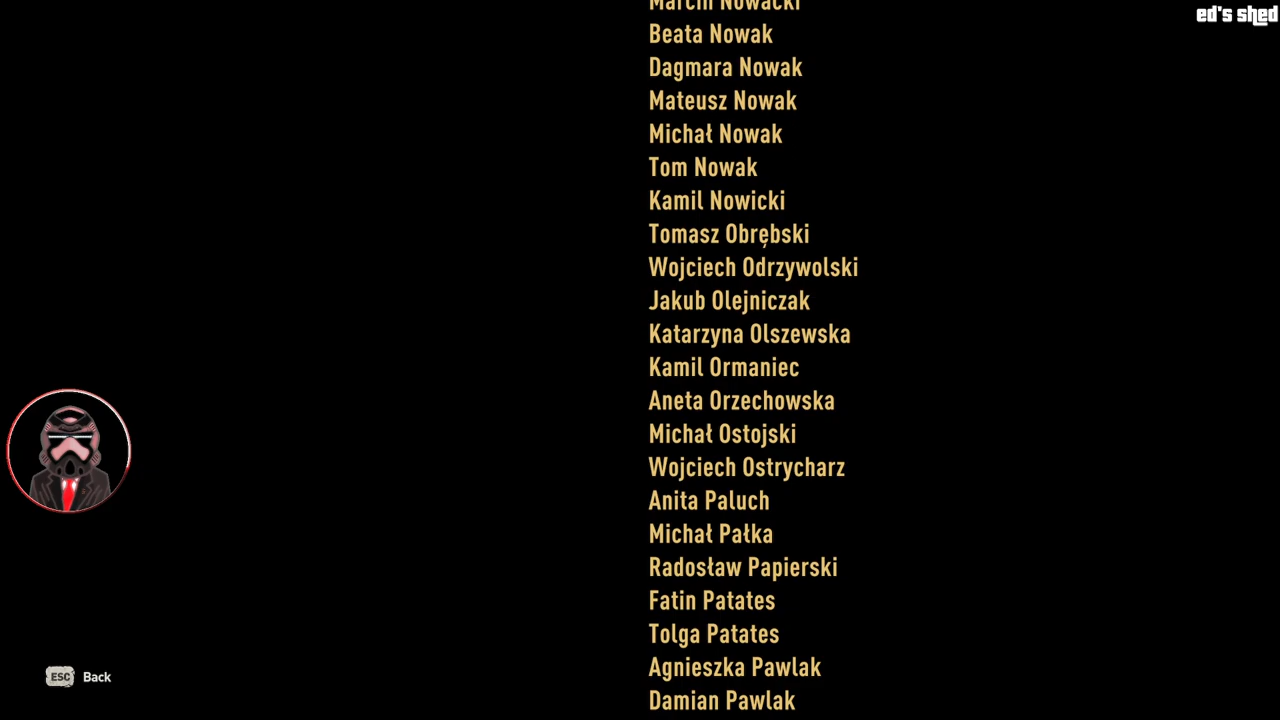 ed's shed
Marcin Nowacki
Beata Nowak
Dagmara Nowak
Mateusz Nowak
Michał Nowak
Tom Nowak
Kamil Nowicki
Tomasz Obrębski
Wojciech Odrzywolski
Jakub Olejniczak
Katarzyna Olszewska
Kamil Ormaniec
Aneta Orzechowska
Michał Ostojski
Wojciech Ostrycharz
Anita Paluch
Michał Pałka
Radosław Papierski
Fatin Patates
Tolga Patates
Agnieszka Pawlak
ESC Back
Damian Pawlak